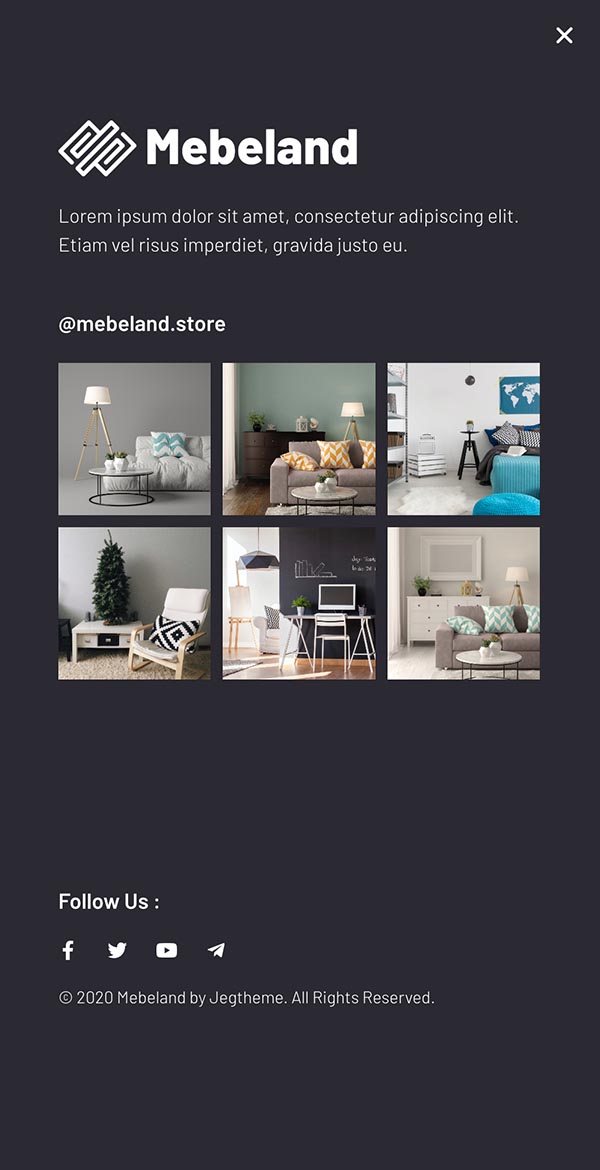 Mebeland
Lorem ipsum dolor sit amet, consectetur adipiscing elit.
Etiam vel risus imperdiet, gravida justo eu.
@mebeland.store
Follow Us :
© 2020 Mebeland by Jegtheme. All Rights Reserved.